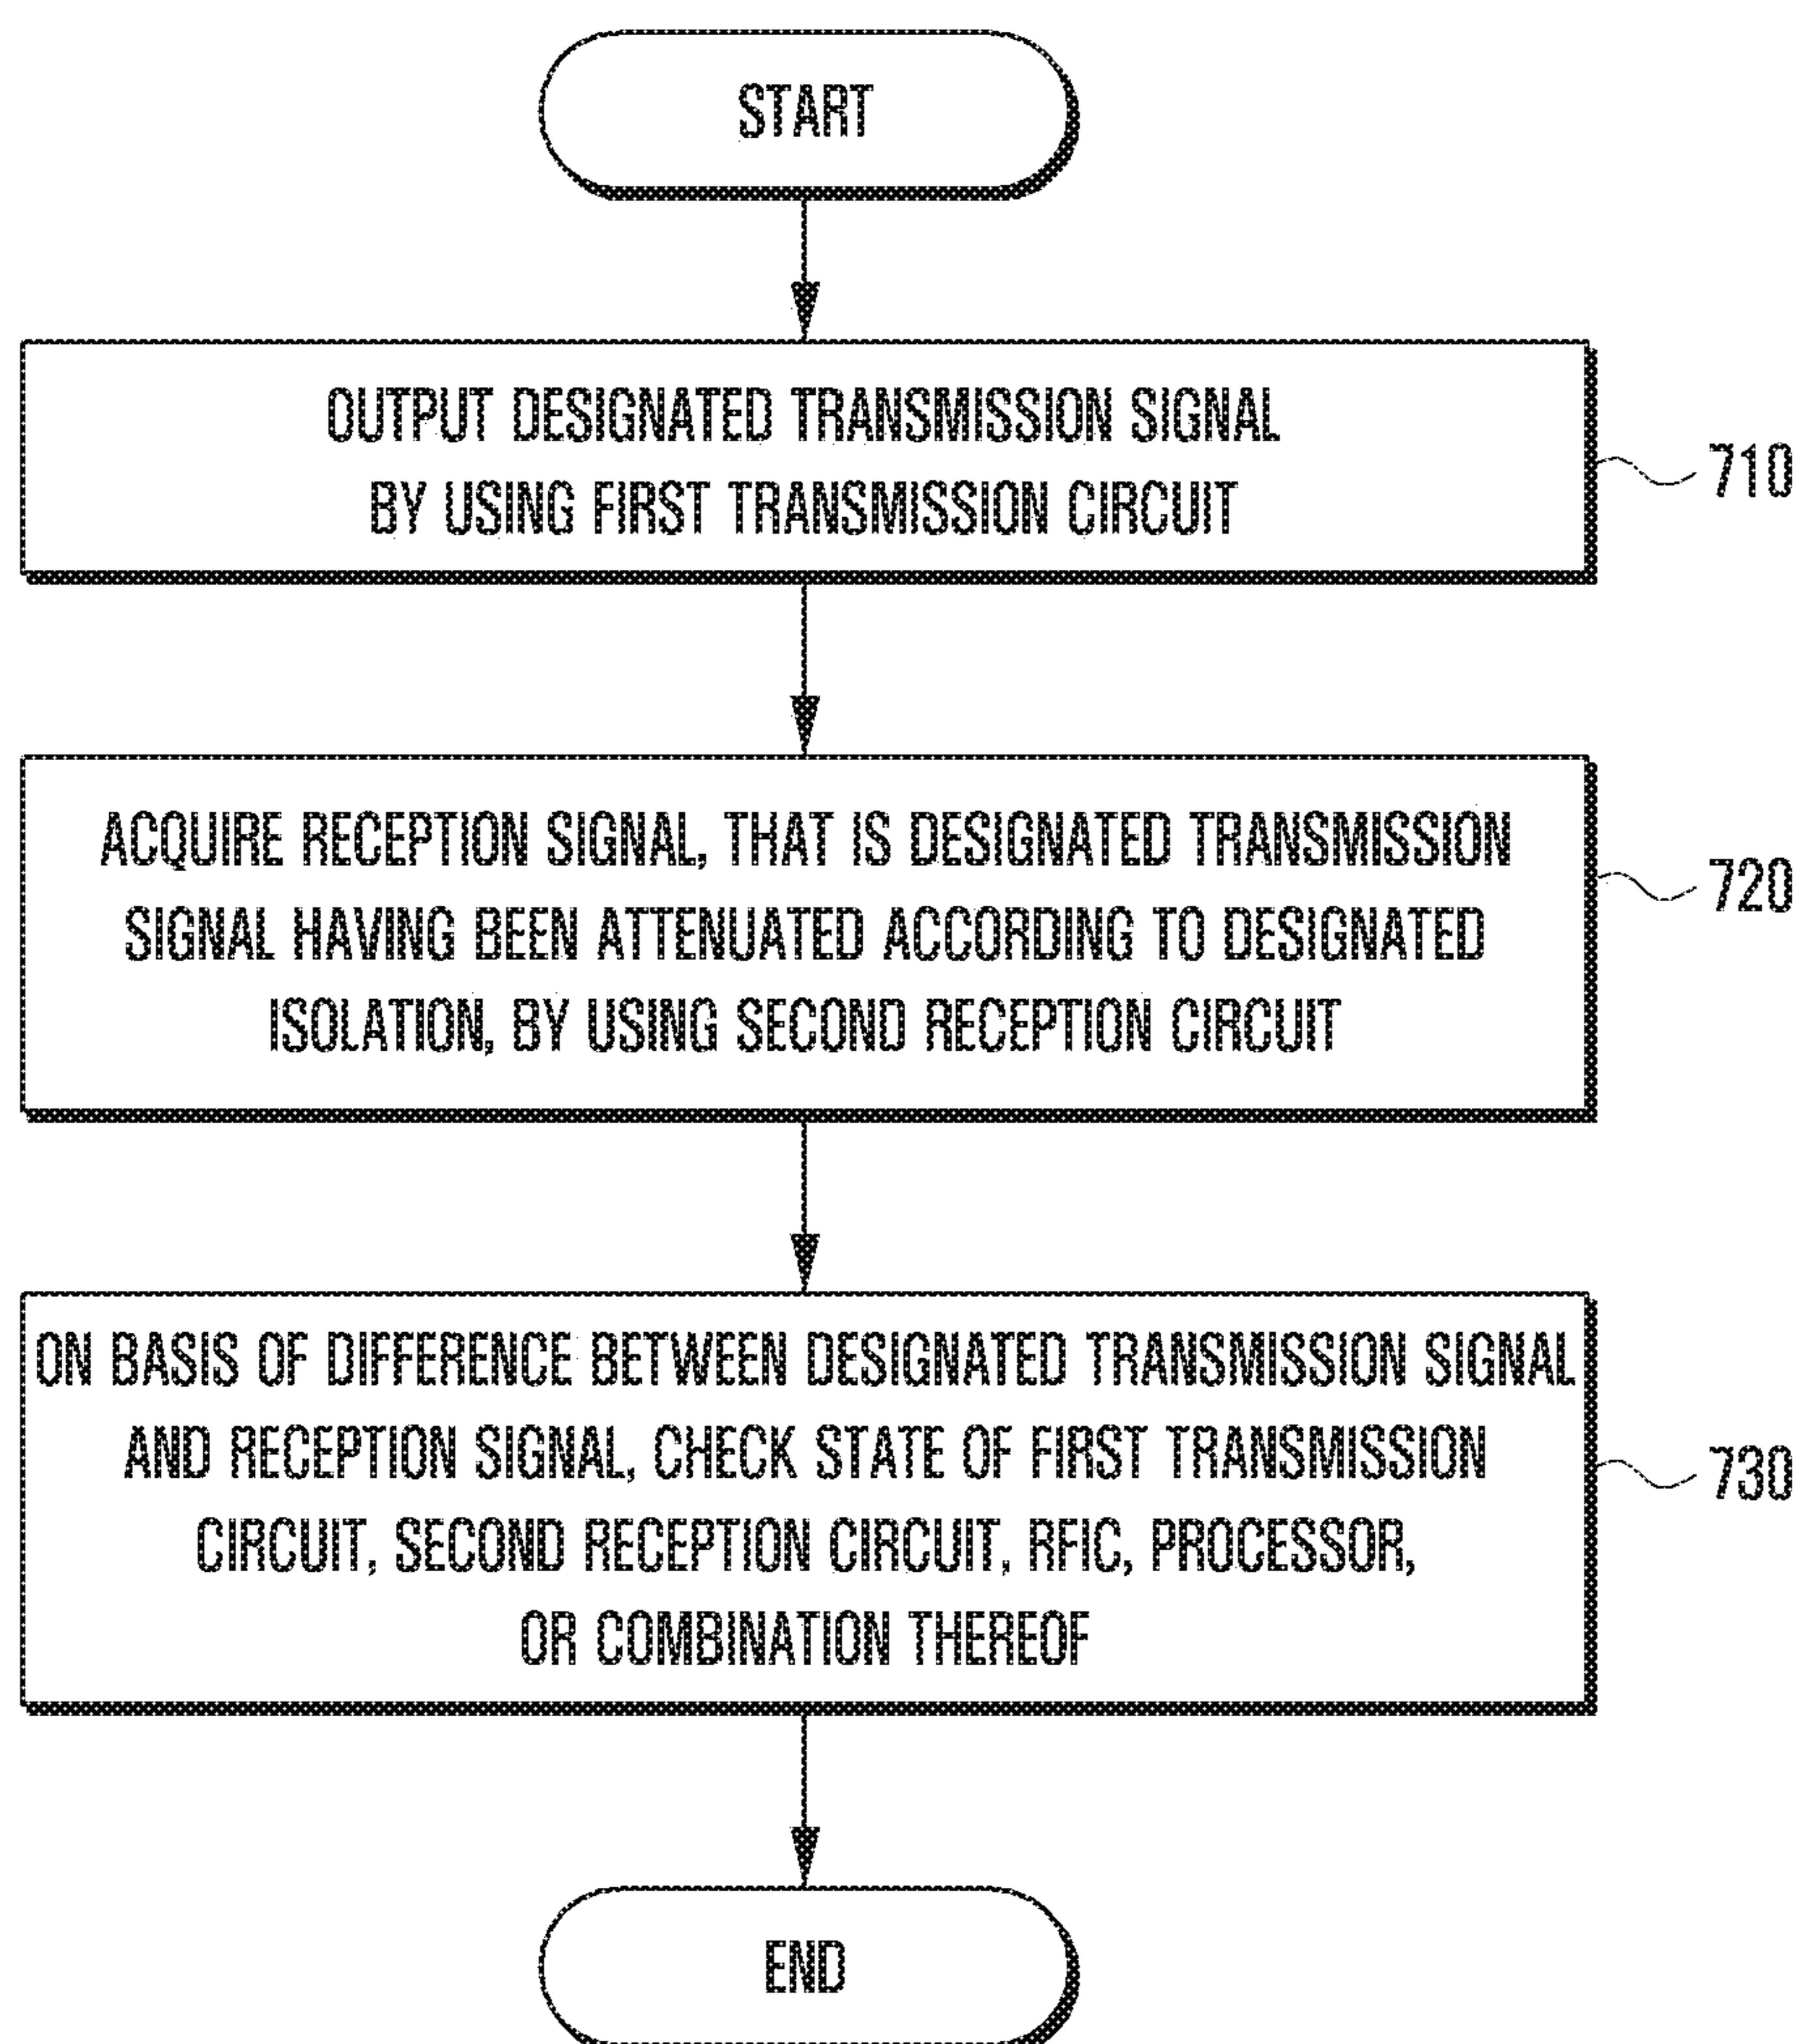 START
OUTPUT DESIGNATED TRANSMISSION SIGNAL
BY USING FIRST TRANSMISSION CIRCUIT
710
ACQUIRE RECEPTION SIGNAL, THAT IS DESIGNATED TRANSMISSION
SIGNAL HAVING BEEN ATTENUATED ACCORDING TO DESIGNATED
ISOLATION, BY USING SECOND RECEPTION CIRCUIT
720
ON BASIS OF DIFFERENCE BETWEEN DESIGNATED TRANSMISSION SIGNAL
AND RECEPTION SIGNAL, CHECK STATE OF FIRST TRANSMISSION
CIRCUIT, SECOND RECEPTION CIRCUIT, RFIC, PROCESSOR,
OR COMBINATION THEREOF
730
END